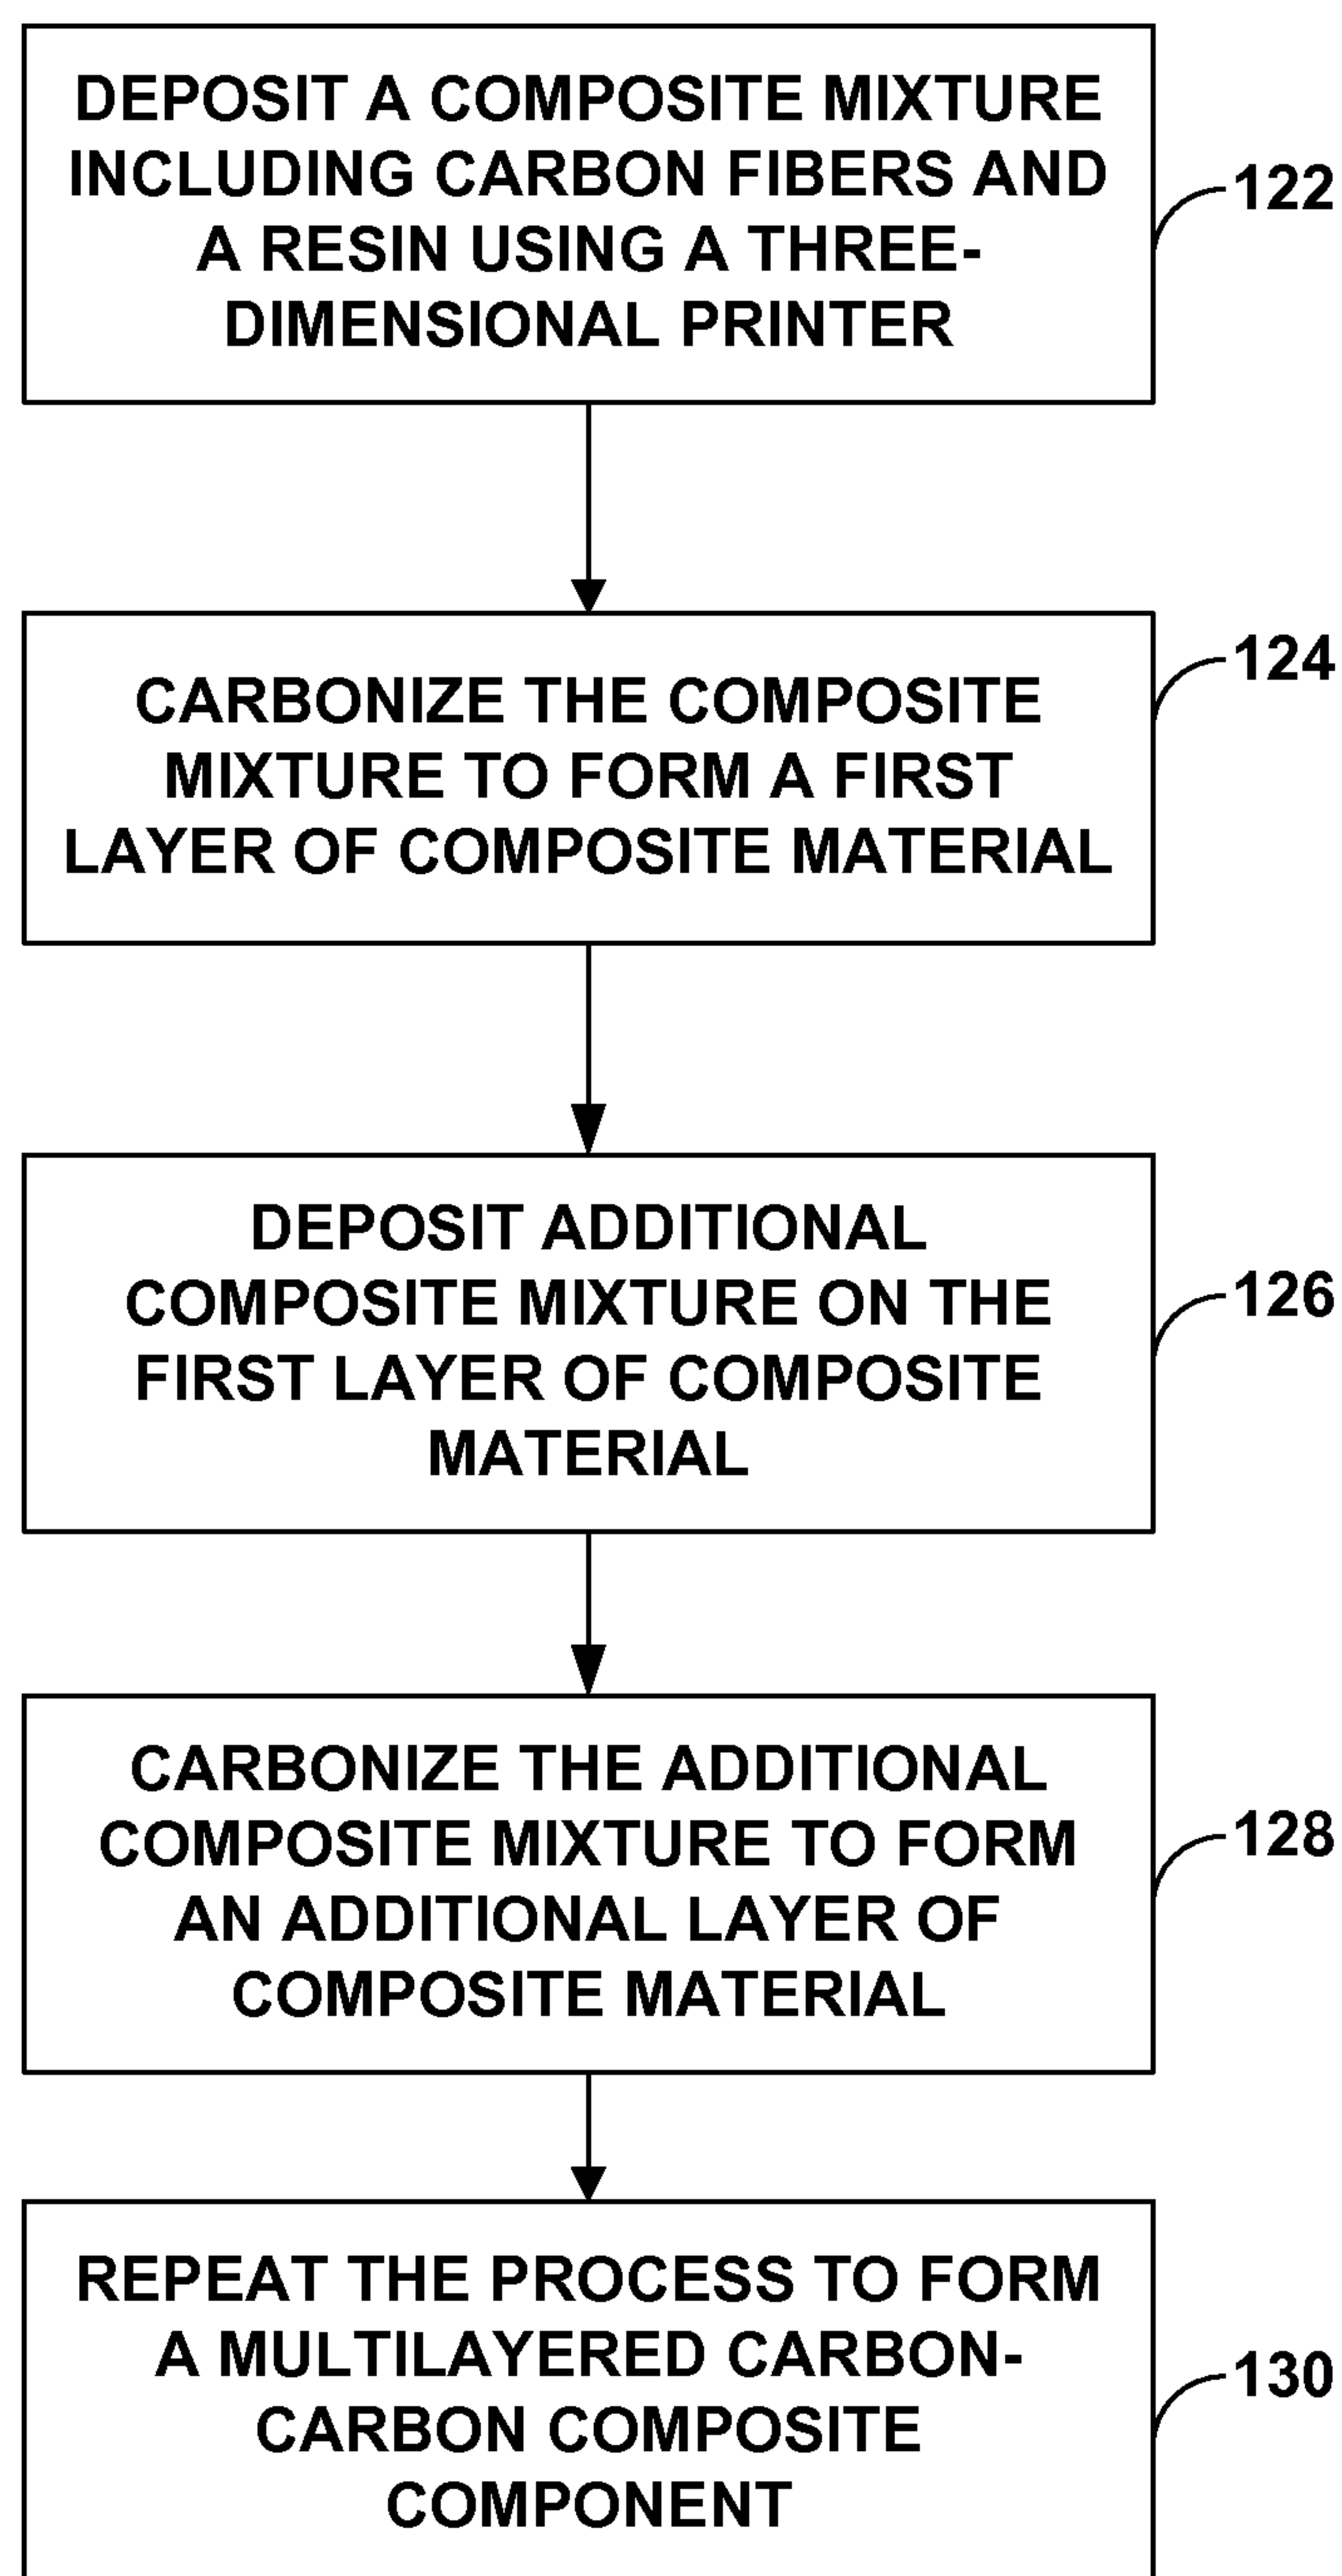 DEPOSIT A COMPOSITE MIXTURE
INCLUDING CARBON FIBERS AND
A RESIN USING A THREE-
DIMENSIONAL PRINTER
122
CARBONIZE THE COMPOSITE
MIXTURE TO FORM A FIRST
LAYER OF COMPOSITE MATERIAL
124
DEPOSIT ADDITIONAL
COMPOSITE MIXTURE ON THE
FIRST LAYER OF COMPOSITE
MATERIAL
126
CARBONIZE THE ADDITIONAL
COMPOSITE MIXTURE TO FORM
AN ADDITIONAL LAYER OF
COMPOSITE MATERIAL
128
REPEAT THE PROCESS TO FORM
A MULTILAYERED CARBON-
CARBON COMPOSITE
COMPONENT
130